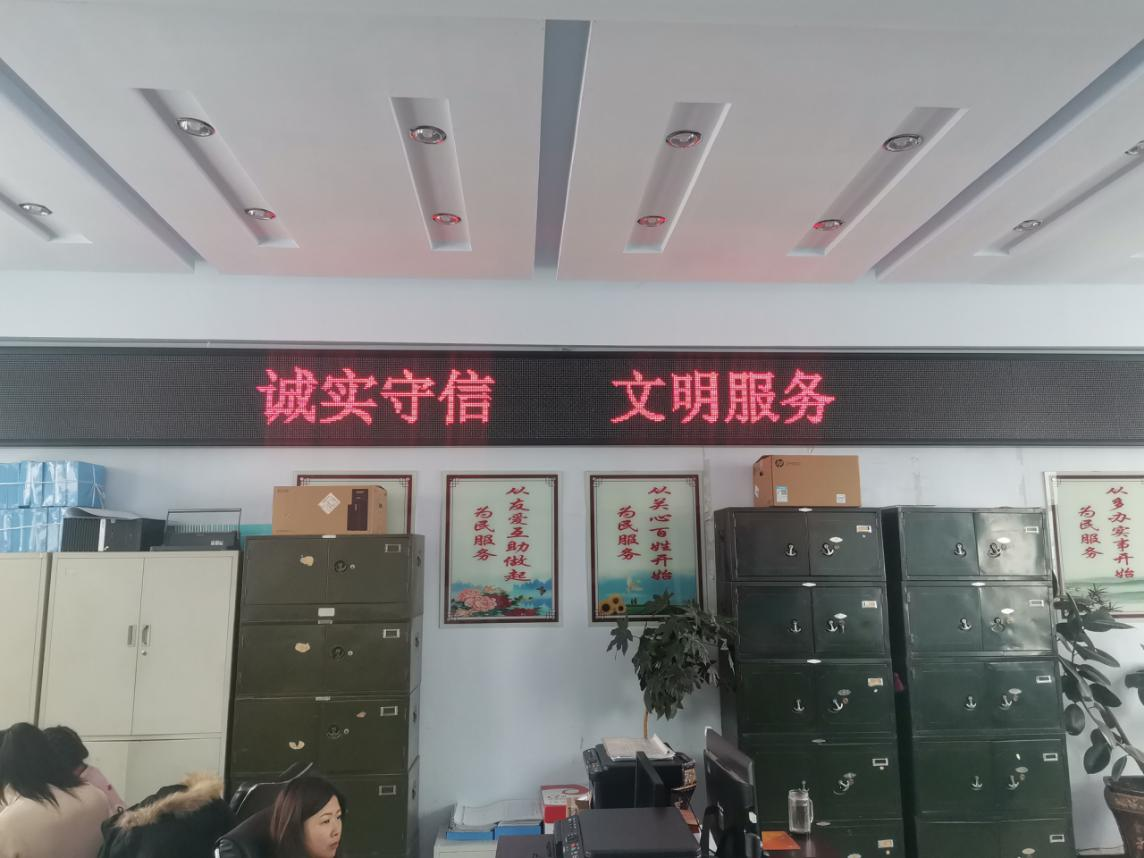 诚实守信 文明服务
从友爱互助做起
为民服务
从关心百姓开始
为民服务
从多办实事开始
为民服务
hp